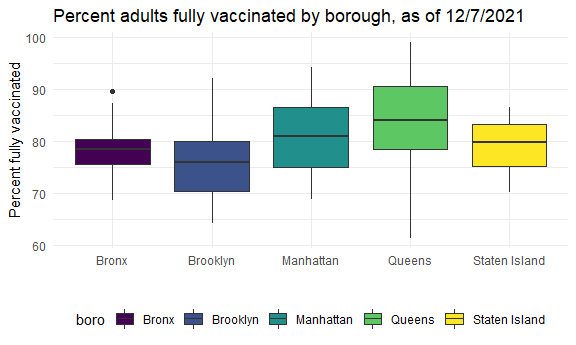 Percent adults fully vaccinated by borough, as of 12/7/2021
Percent fully vaccinated
100
90
80
70
60
Bronx Brooklyn Manhattan Queens Staten Island
boro Bronx Brooklyn Manhattan Queens Staten Island